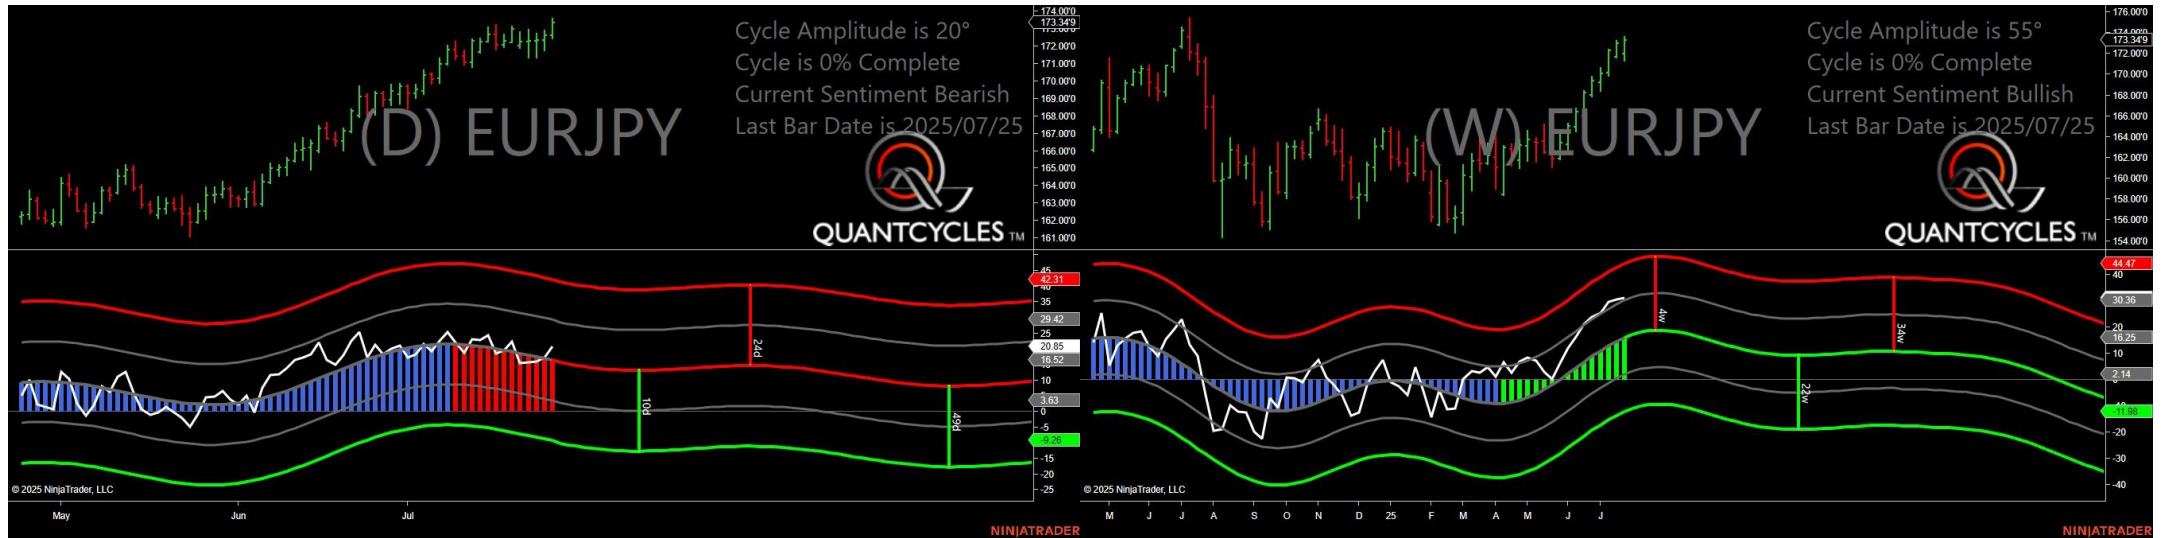 Cycle Amplitude is 20°
Cycle is 0% Complete
Current Sentiment Bearish
Last Bar Date is 2025/07/25
(D) EURJPY
QUANTCYCLES TM
174.00'0
173.34'9
172.00'0
171.00'0
170.00'0
169.00'0
168.00'0
167.00'0
166.00'0
165.00'0
164.00'0
163.00'0
162.00'0
161.00'0
45
42.31
35
29.42
25
20.85
16.52
10
3.63
0
-5
-9.26
-15
-20
-25
10d
24d
49d
© 2025 NinjaTrader, LLC
May
Jun
Jul
NINJATRADER
Cycle Amplitude is 55°
Cycle is 0% Complete
Current Sentiment Bullish
Last Bar Date is 2025/07/25
(W) EURJPY
QUANTCYCLES TM
176.00'0
173.34'9
172.00'0
170.00'0
168.00'0
166.00'0
164.00'0
162.00'0
160.00'0
158.00'0
156.00'0
154.00'0
44.47
40
30.36
20
16.25
10
2.14
-11.98
-20
-30
-40
4w
22w
34w
© 2025 NinjaTrader, LLC
M J J A S O N D 25 F M A M J J
NINJATRADER